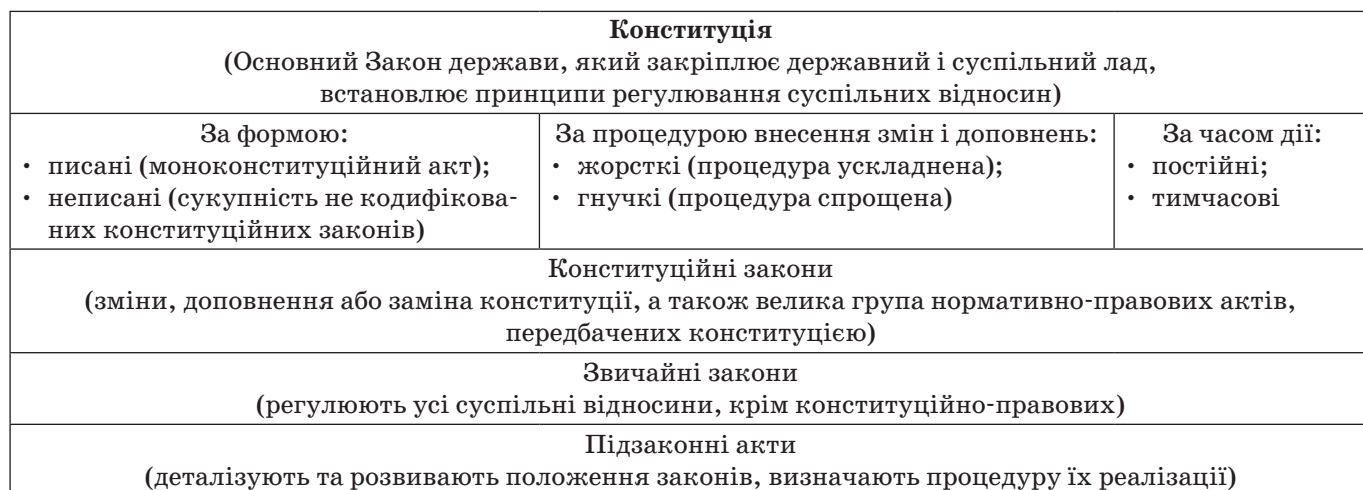 Конституція
(Основний Закон держави, який закріплює державний і суспільний лад,
встановлює принципи регулювання суспільних відносин)
За формою:
• писані (моноконституційний акт);
• неписані (сукупність не кодифікова-
них конституційних законів)
За процедурою внесення змін і доповнень:
• жорсткі (процедура ускладнена);
• гнучкі (процедура спрощена)
За часом дії:
• постійні;
• тимчасові
Конституційні закони
(зміни, доповнення або заміна конституції, а також велика група нормативно-правових актів,
передбачених конституцією)
Звичайні закони
(регулюють усі суспільні відносини, крім конституційно-правових)
Підзаконні акти
(деталізують та розвивають положення законів, визначають процедуру їх реалізації)